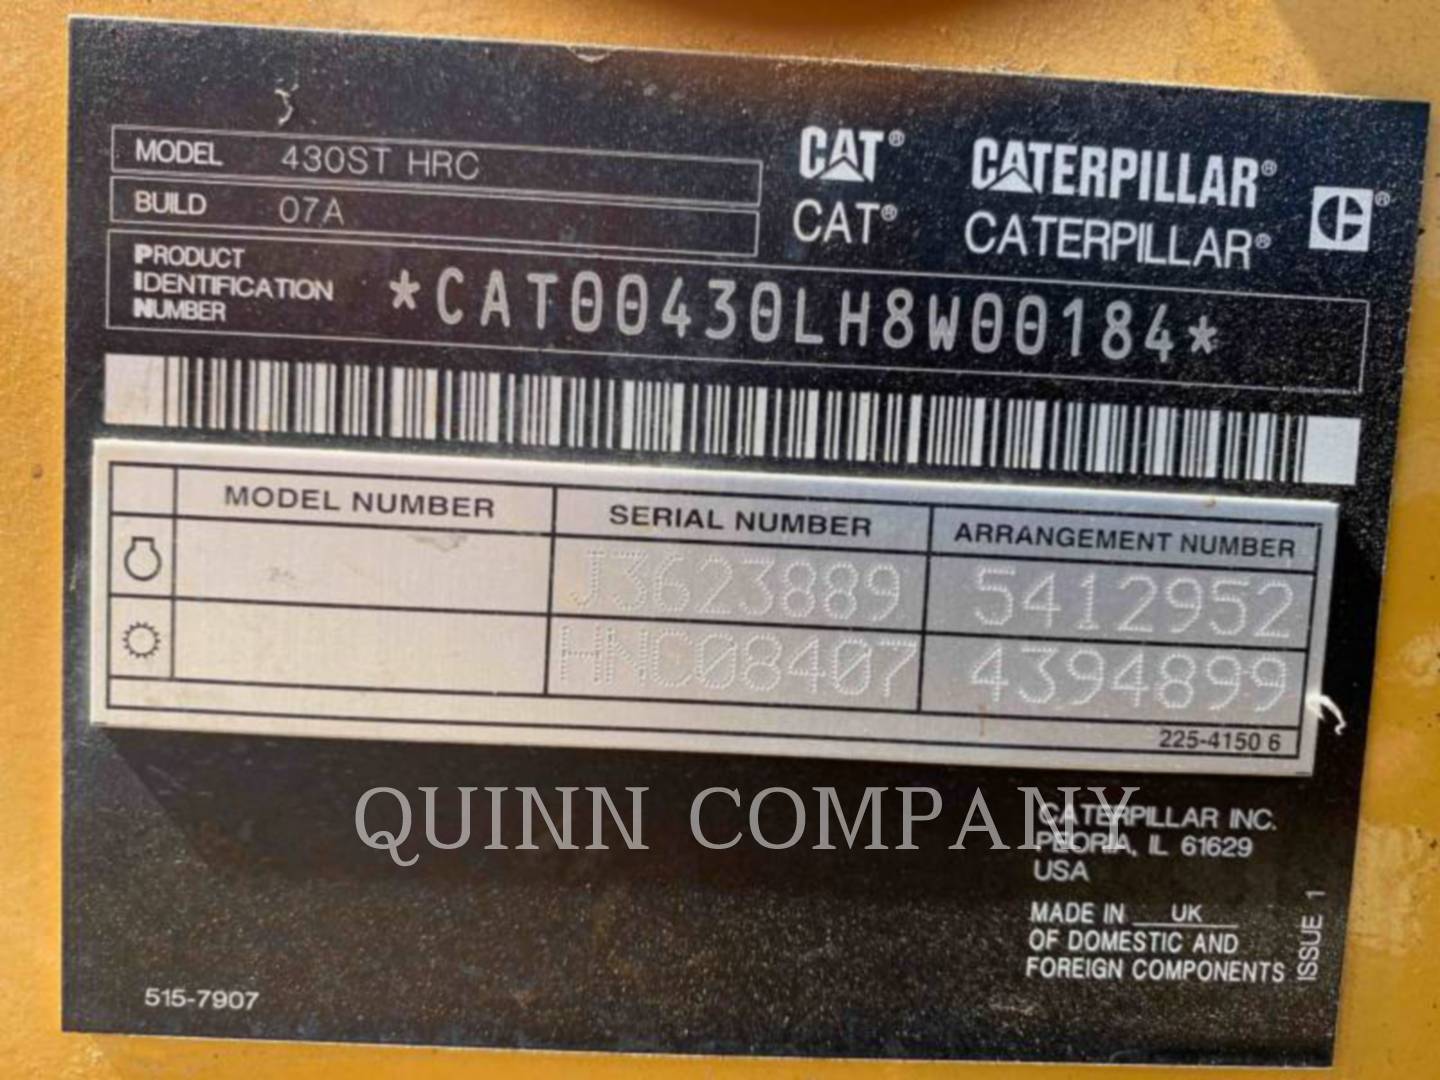 MODEL 430ST HRC
BUILD 07A
CAT® CATERPILLAR®
CAT® CATERPILLAR®
PRODUCT
IDENTIFICATION
NUMBER
*CAT00430LH8W00184*
MODEL NUMBER SERIAL NUMBER ARRANGEMENT NUMBER
J3623889 5412952
HNC08407 4394899
225-4150 6
QUINN COMPANY
CATERPILLAR INC.
PEORIA, IL 61629
USA
MADE IN UK
OF DOMESTIC AND
FOREIGN COMPONENTS
ISSUE 1
515-7907